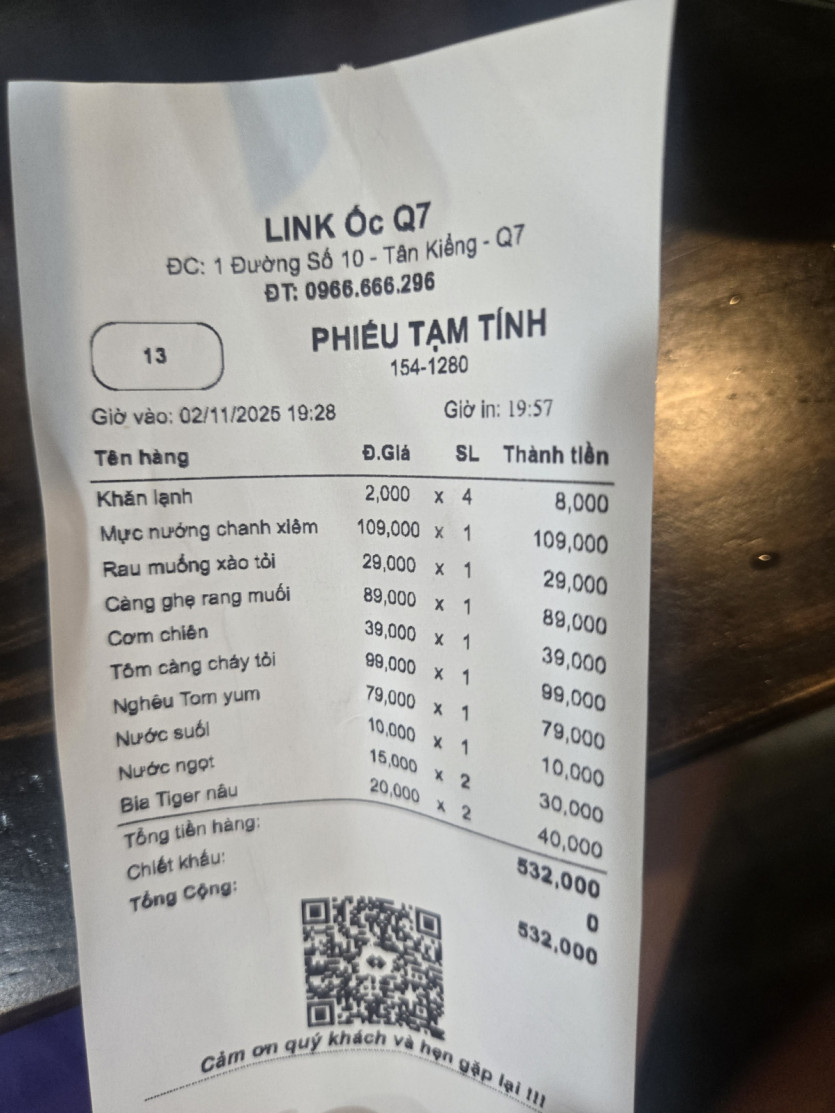 LINK Ốc Q7
ĐC: 1 Đường Số 10 - Tân Kiểng - Q7
ĐT: 0966.666.296
13
PHIẾU TẠM TÍNH
154-1280
Giờ vào: 02/11/2025 19:28 Giờ in: 19:57
Tên hàng Đ.Giá SL Thành tiền
Khăn lạnh 2,000 x 4 8,000
Mực nướng chanh xiêm 109,000 x 1 109,000
Rau muống xào tỏi 29,000 x 1 29,000
Càng ghẹ rang muối 89,000 x 1 89,000
Cơm chiên 39,000 x 1 39,000
Tôm càng cháy tỏi 99,000 x 1 99,000
Nghêu Tom yum 79,000 x 1 79,000
Nước suối 10,000 x 1 10,000
Nước ngọt 15,000 x 2 30,000
Bia Tiger nâu 20,000 x 2 40,000
Tổng tiền hàng: 532,000
Chiết khấu: 0
Tổng Cộng: 532,000
Cảm ơn quý khách và hẹn gặp lại !!!